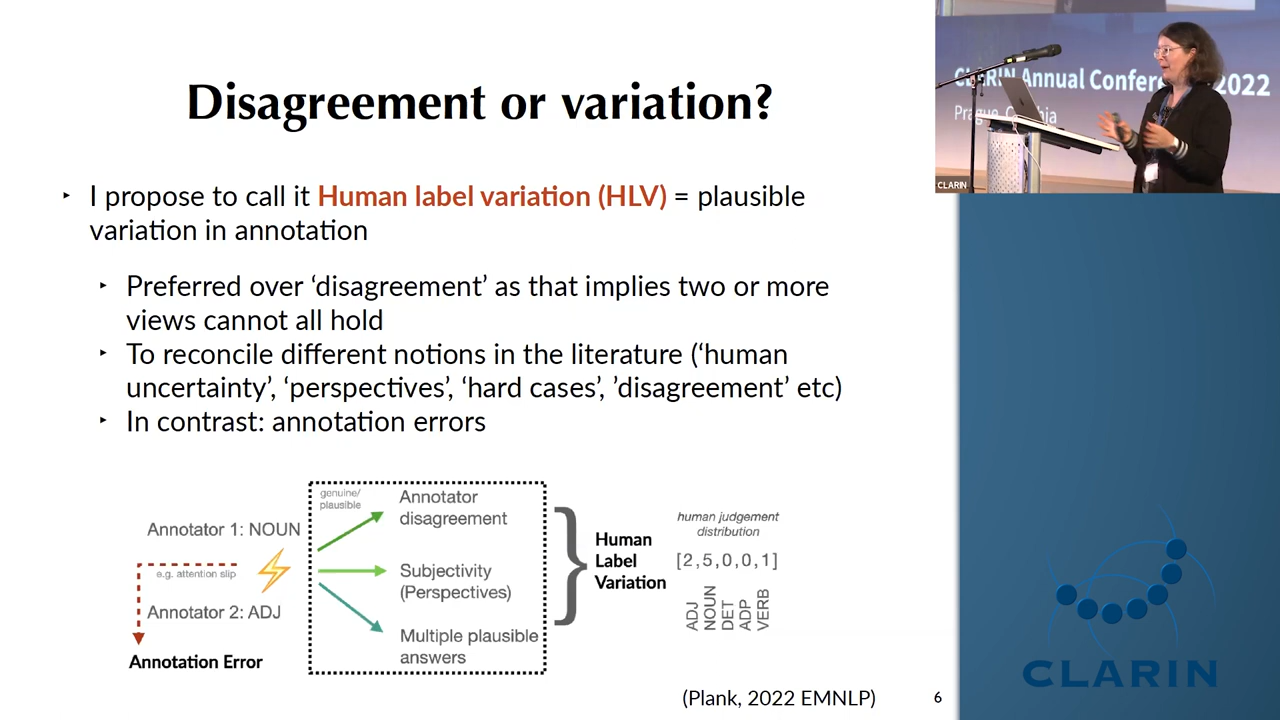 Disagreement or variation?
‣ I propose to call it Human label variation (HLV) = plausible
variation in annotation
‣ Preferred over ‘disagreement’ as that implies two or more
views cannot all hold
‣ To reconcile different notions in the literature (‘human
uncertainty’, ‘perspectives’, ‘hard cases’, ’disagreement’ etc)
‣ In contrast: annotation errors
Annotator 1: NOUN
e.g. attention slip
Annotator 2: ADJ
Annotation Error
genuine/
plausible
Annotator
disagreement
Subjectivity
(Perspectives)
Multiple plausible
answers
Human
Label
Variation
human judgement
distribution
[2,5,0,0,1]
ADJ
NOUN
DET
ADP
VERB
(Plank, 2022 EMNLP)
6
CLARIN Annual Conference 2022
Prague,
CLARIN
CLARIN